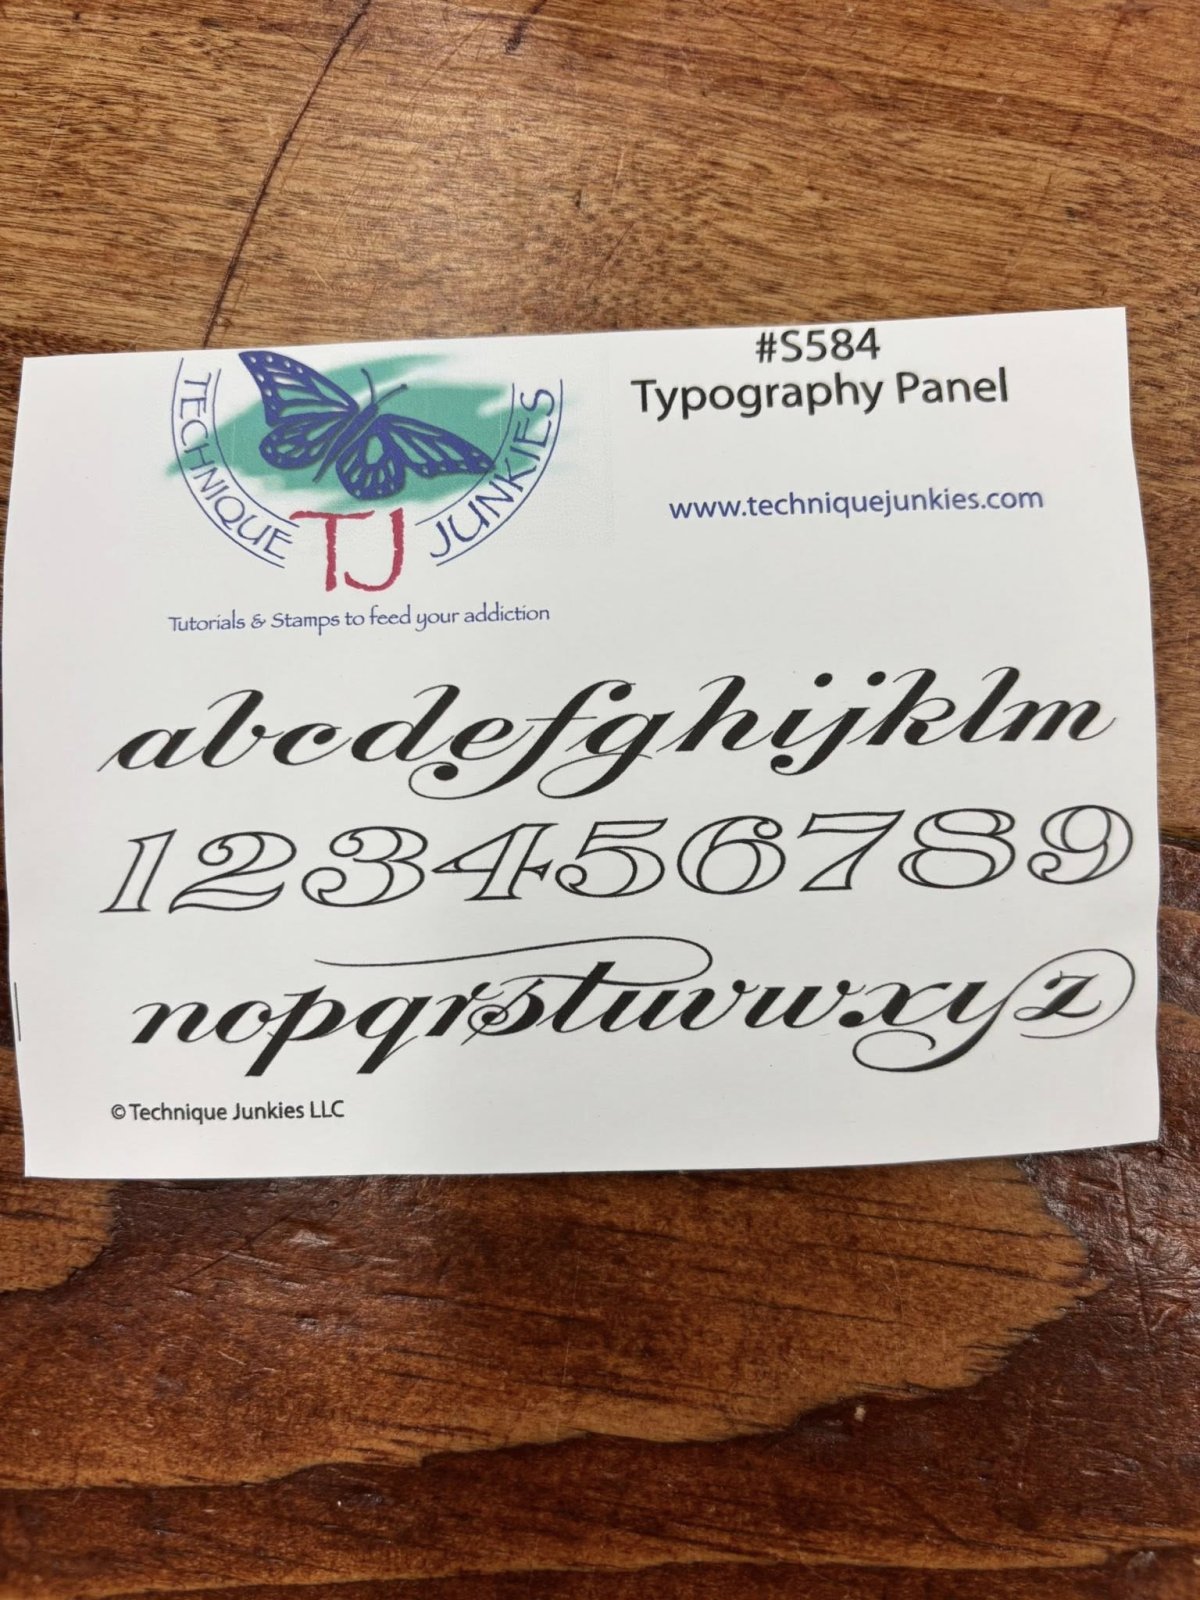 TECHNIQUE JUNKIES
TJ
Tutorials & Stamps to feed your addiction
#S584
Typography Panel
www.techniquejunkies.com
abcdefghijklm
123456789
nopqrstuvwxyz
© Technique Junkies LLC